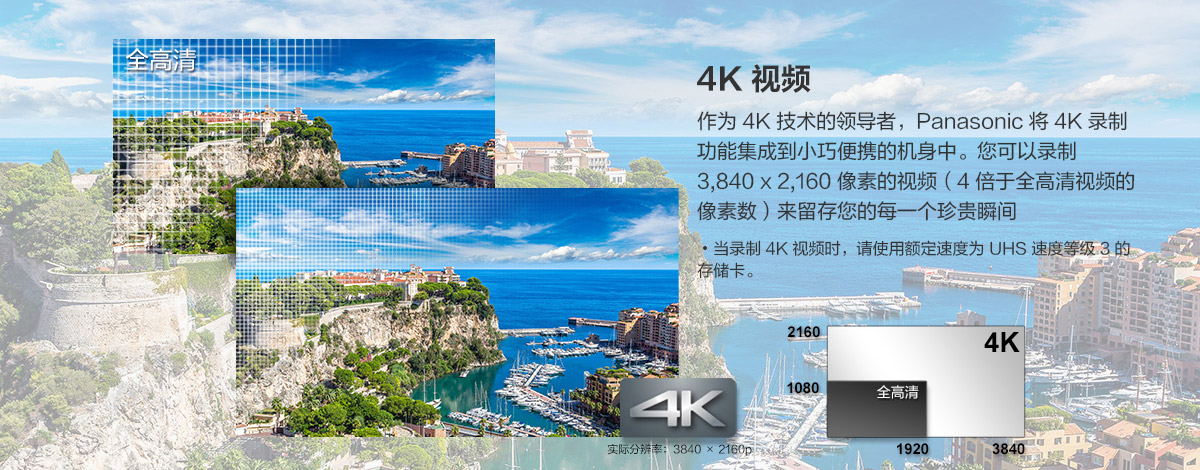 全高清
4K 视频
作为 4K 技术的领导者，Panasonic 将 4K 录制
功能集成到小巧便携的机身中。您可以录制
3,840 x 2,160 像素的视频（4 倍于全高清视频的
像素数）来留存您的每一个珍贵瞬间
・当录制 4K 视频时，请使用额定速度为 UHS 速度等级 3 的
存储卡。
4K
实际分辨率：3840 × 2160p
2160
4K
1080
全高清
1920
3840